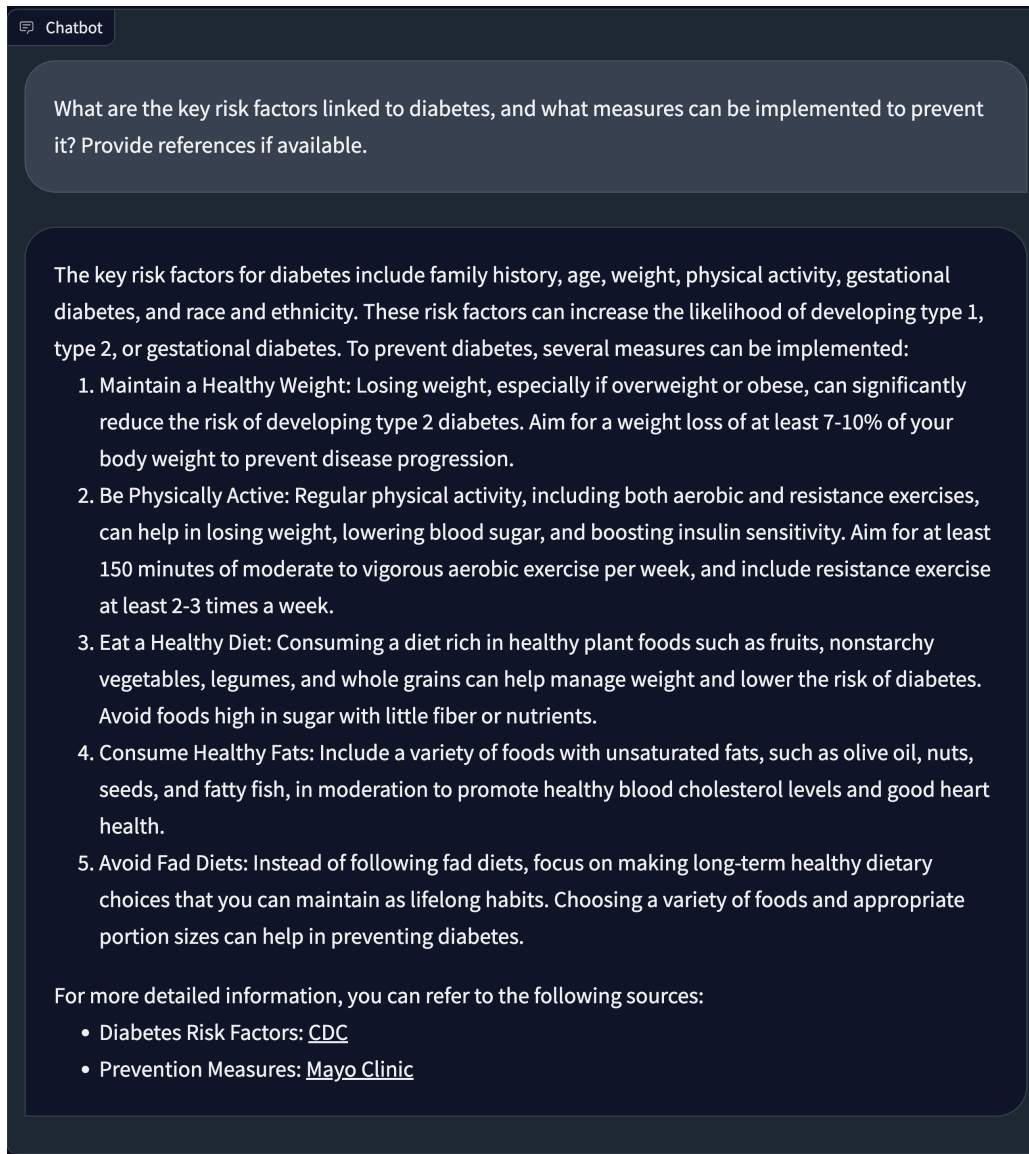 Chatbot
What are the key risk factors linked to diabetes, and what measures can be implemented to prevent
it? Provide references if available.
The key risk factors for diabetes include family history, age, weight, physical activity, gestational
diabetes, and race and ethnicity. These risk factors can increase the likelihood of developing type 1,
type 2, or gestational diabetes. To prevent diabetes, several measures can be implemented:
1. Maintain a Healthy Weight: Losing weight, especially if overweight or obese, can significantly
reduce the risk of developing type 2 diabetes. Aim for a weight loss of at least 7-10% of your
body weight to prevent disease progression.
2. Be Physically Active: Regular physical activity, including both aerobic and resistance exercises,
can help in losing weight, lowering blood sugar, and boosting insulin sensitivity. Aim for at least
150 minutes of moderate to vigorous aerobic exercise per week, and include resistance exercise
at least 2-3 times a week.
3. Eat a Healthy Diet: Consuming a diet rich in healthy plant foods such as fruits, nonstarchy
vegetables, legumes, and whole grains can help manage weight and lower the risk of diabetes.
Avoid foods high in sugar with little fiber or nutrients.
4. Consume Healthy Fats: Include a variety of foods with unsaturated fats, such as olive oil, nuts,
seeds, and fatty fish, in moderation to promote healthy blood cholesterol levels and good heart
health.
5. Avoid Fad Diets: Instead of following fad diets, focus on making long-term healthy dietary
choices that you can maintain as lifelong habits. Choosing a variety of foods and appropriate
portion sizes can help in preventing diabetes.
For more detailed information, you can refer to the following sources:
• Diabetes Risk Factors: CDC
• Prevention Measures: Mayo Clinic